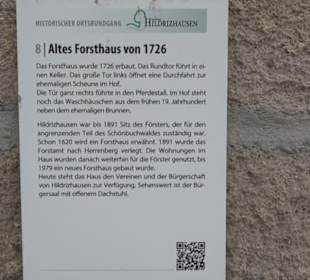 HISTORISCHER ORTSRUNDGANG
HILDRIZHAUSEN
8 | Altes Forsthaus von 1726
Das Forsthaus wurde 1726 erbaut. Das Rundtor führt in ei-
nen Keller. Das große Tor links öffnet eine Durchfahrt zur
ehemaligen Scheune im Hof.
Die Tür ganz rechts führte in den Pferdestall. Im Hof steht
noch das Waschhäuschen aus dem frühen 19. Jahrhundert
neben dem ehemaligen Brunnen.
Hildrizhausen war bis 1891 Sitz des Försters, der für den
angrenzenden Teil des Schönbuchwaldes zuständig war.
Schon 1620 wird ein Forsthaus erwähnt. 1891 wurde das
Forstamt nach Herrenberg verlegt. Die Wohnungen im
Haus wurden danach weiterhin für die Förster genutzt, bis
1979 ein neues Forsthaus gebaut wurde.
Heute steht das Haus den Vereinen und der Bürgerschaft
von Hildrizhausen zur Verfügung. Sehenswert ist der Bür-
gersaal mit offenem Dachstuhl.